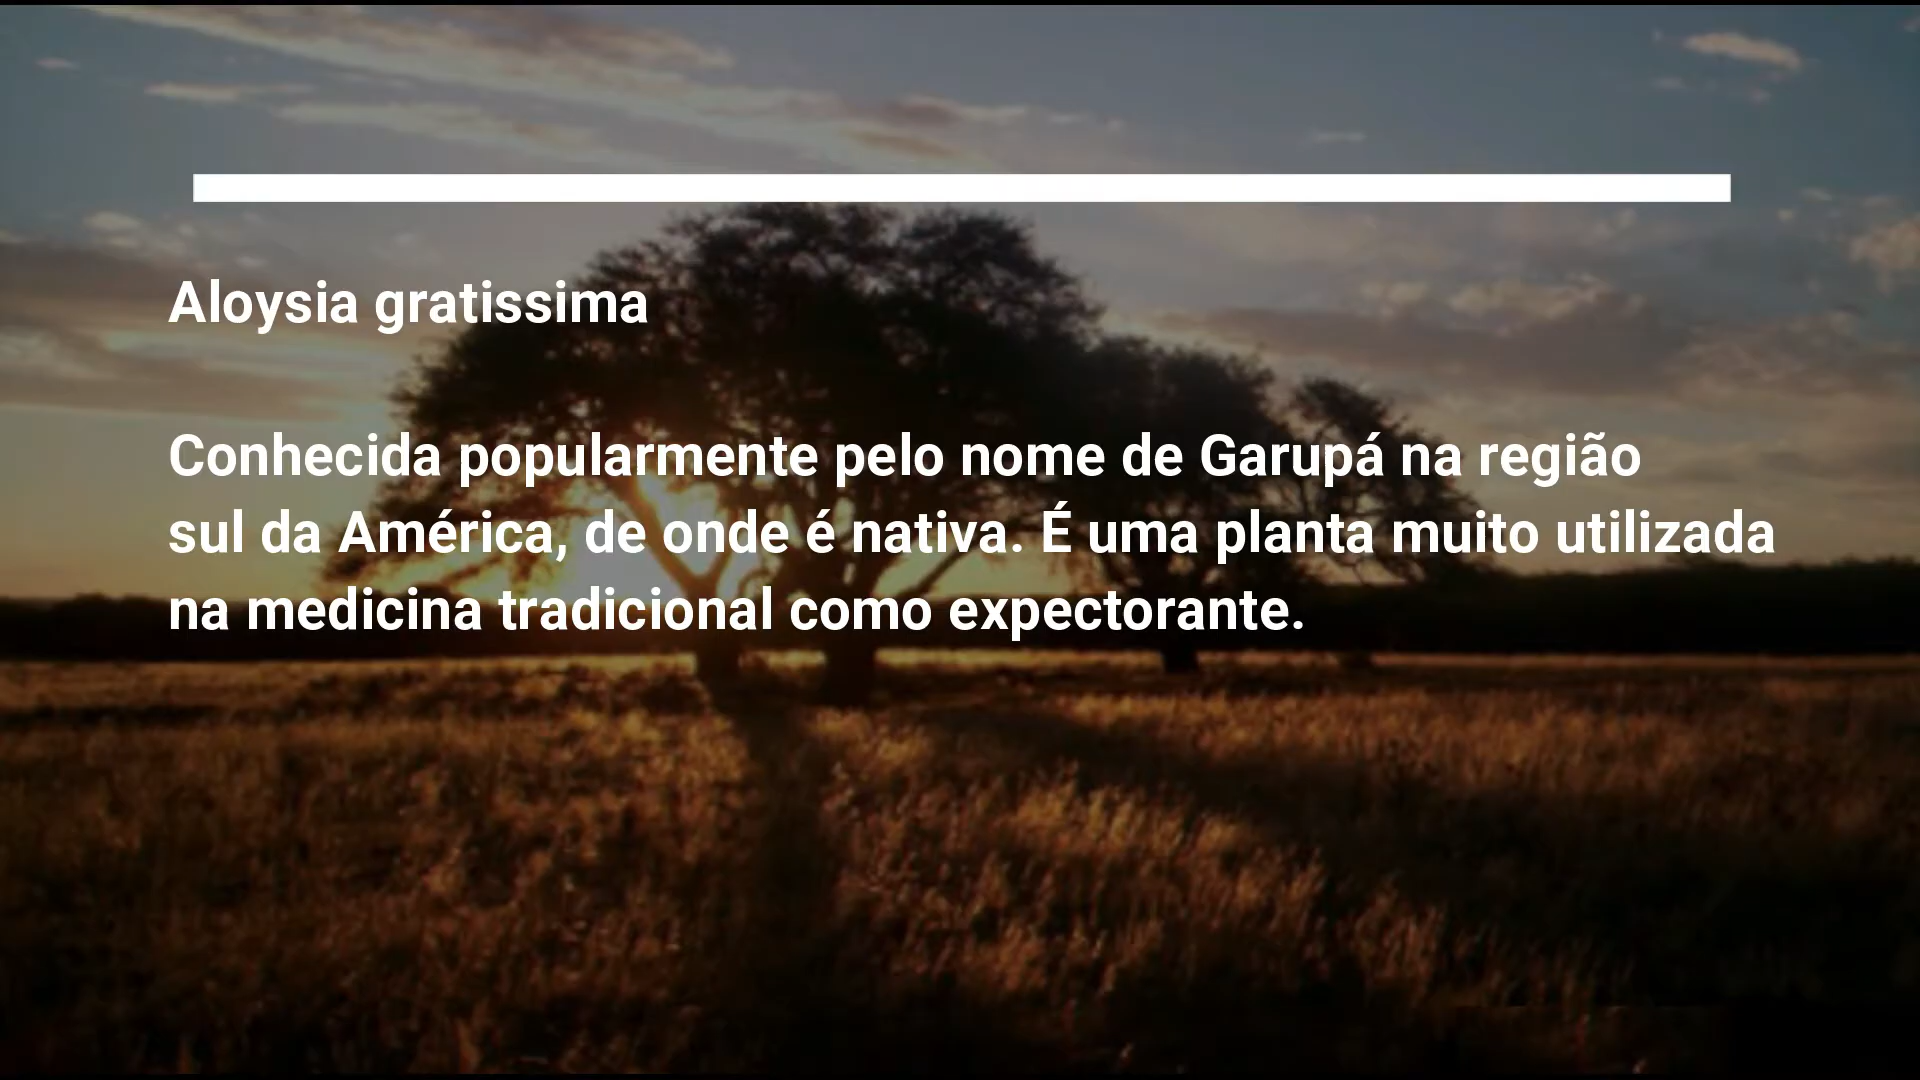 Aloysia gratissima
Conhecida popularmente pelo nome de Garupá na região
sul da América, de onde é nativa. É uma planta muito utilizada
na medicina tradicional como expectorante.